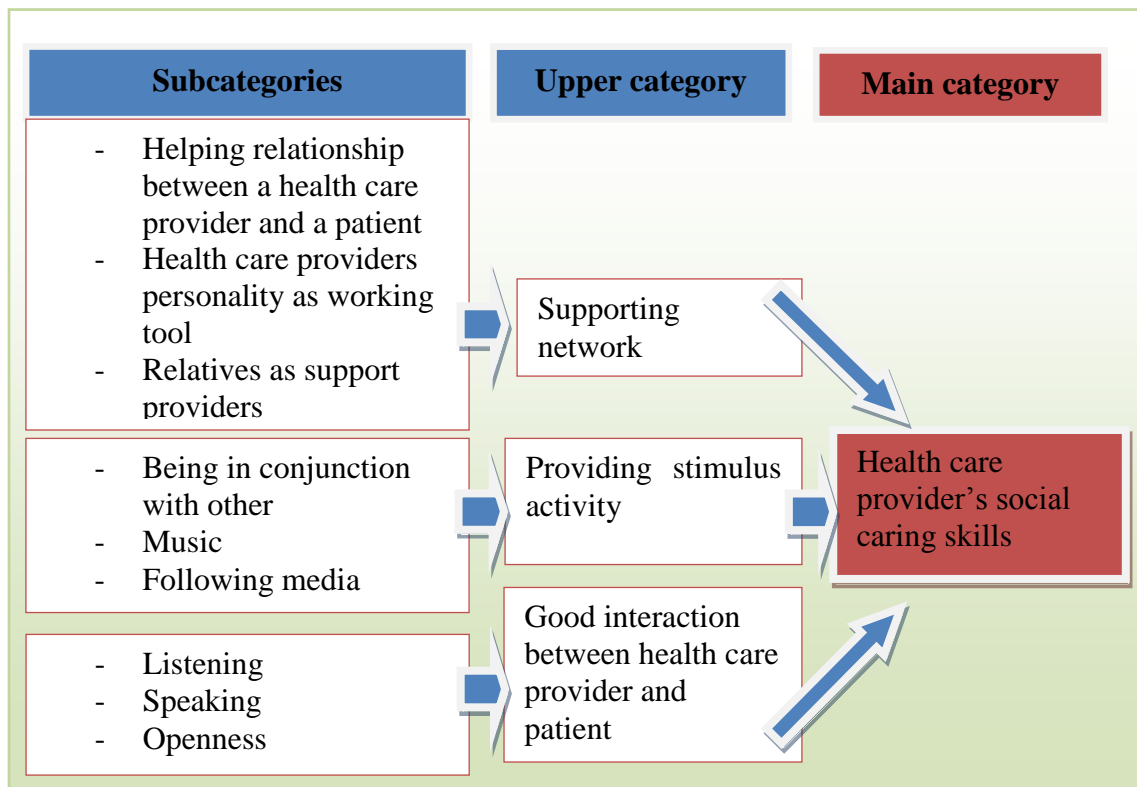 Subcategories
Upper category
Main category
- Helping relationship
between a health care
provider and a patient
- Health care providers
personality as working
tool
- Relatives as support
providers
Supporting
network
- Being in conjunction
with other
- Music
- Following media
Providing stimulus
activity
Health care
provider’s social
caring skills
- Listening
- Speaking
- Openness
Good interaction
between health care
provider and
patient